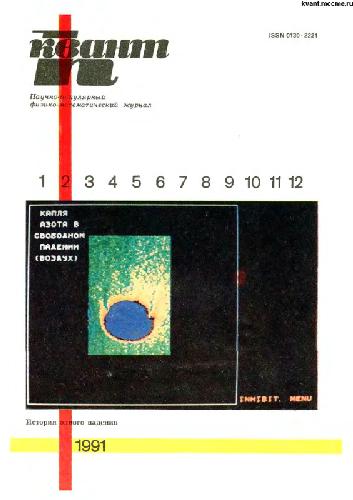 kvant.mccme.ru
ISSN 0130-2221
квант
Научно-популярный
физико-математический журнал
1 2 3 4 5 6 7 8 9 10 11 12
КАПЛЯ
АЗОТА В
СВОБОДНОМ
ПАДЕНИИ
(ВОЗДУХ)
INHIBIT. MENU
История одного падения
1991